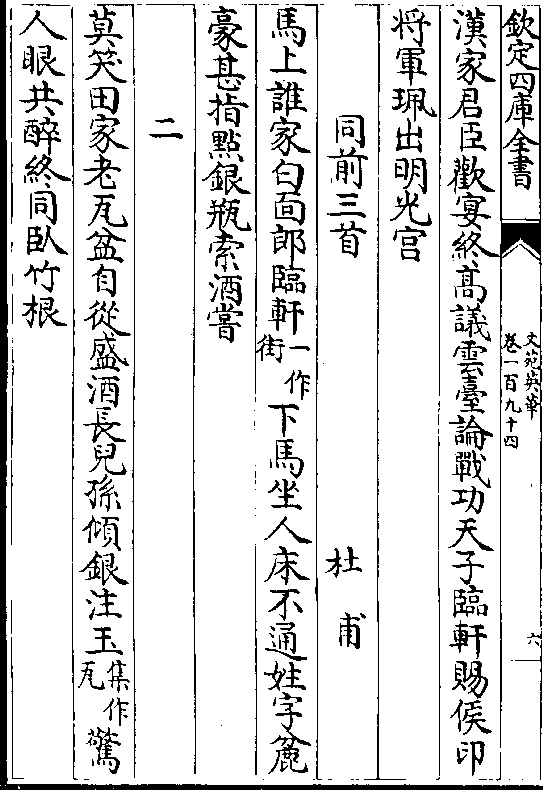 欽定四庫全書
文苑英華
卷一百九十四
六
漢家君臣歡宴終髙議雲臺論戰功天子臨軒賜侯印
将軍珮出明光宫
同前三首
杜甫
馬上誰家白面郎臨軒一作街下馬坐人床不通姓字麄
豪甚指㸃銀瓶索酒嘗
二
莫笑田家老瓦盆自從盛酒長兒孫傾銀注玉集作瓦驚
人眼共醉終同臥竹根